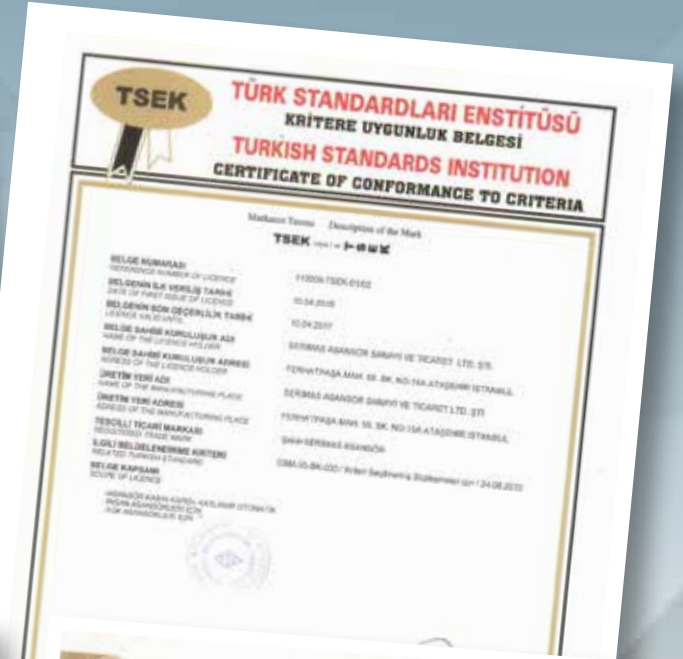 TSEK
TÜRK STANDARDLARI ENSTİTÜSÜ
KRİTERE UYGUNLUK BELGESİ
TURKISH STANDARDS INSTITUTION
CERTIFICATE OF CONFORMANCE TO CRITERIA
Markanın Tanımı Description of the Mark
TSEK
BELGE NUMARASI
REFERENCE NUMBER OF LICENCE
BELGENİN İLK VERİLİŞ TARİHİ 10.04.2015
DATE OF FIRST ISSUE OF LICENCE
BELGENİN SON GEÇERLİLİK TARİHİ 10.04.2017
LICENCE VALID UNTIL
BELGE SAHİBİ KURULUŞUN ADI SERİMAS ASANSÖR SANAYİ VE TİCARET LTD. ŞTİ.
NAME OF THE LICENCE HOLDER
BELGE SAHİBİ KURULUŞUN ADRESİ FERHATPAŞA MAH. ATAŞEHİR İSTANBUL
ADRESS OF THE LICENCE HOLDER
ÜRETİM YERİ ADI SERİMAS ASANSÖR SANAYİ VE TİCARET LTD. ŞTİ.
NAME OF THE MANUFACTURING PLACE
ÜRETİM YERİ ADRESİ FERHATPAŞA MAH. ATAŞEHİR İSTANBUL
ADRESS OF THE MANUFACTURING PLACE
TESCİLLİ TİCARİ MARKASI SERİMAS ASANSÖR
REGISTERED TRADE MARK
İLGİLİ BELGELENDİRME KRİTERİ
RELATED TURKISH STANDARD
BELGE KAPSAMI
SCOPE OF LICENCE